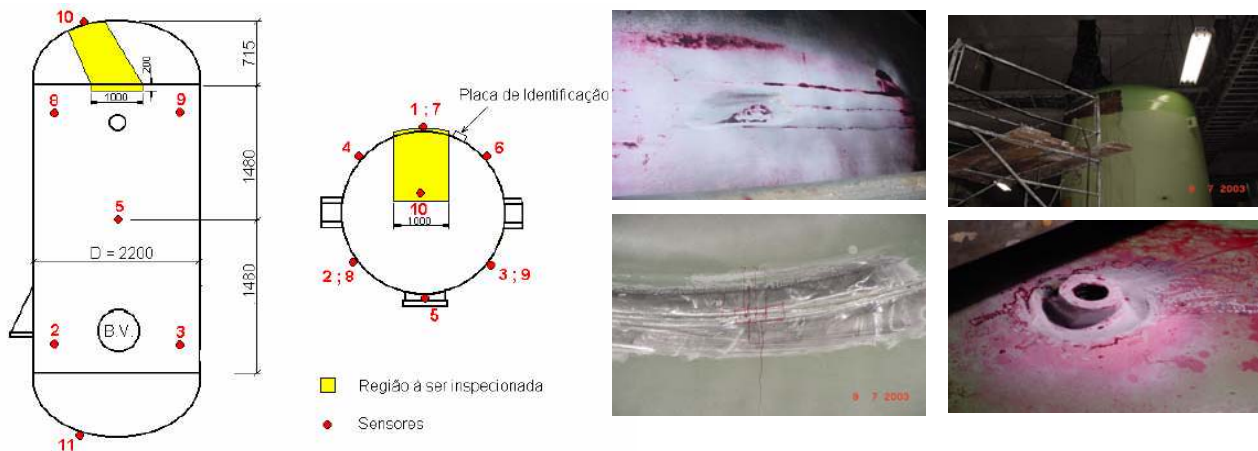 10
715
200
1000
8
9
1480
5
D = 2200
1480
B.V.
2
3
11
Placa de Identificação
1 ; 7
4
6
10
1000
2 ; 8
3 ; 9
5
Região à ser inspecionada
Sensores
9 7 2003
9 7 2003